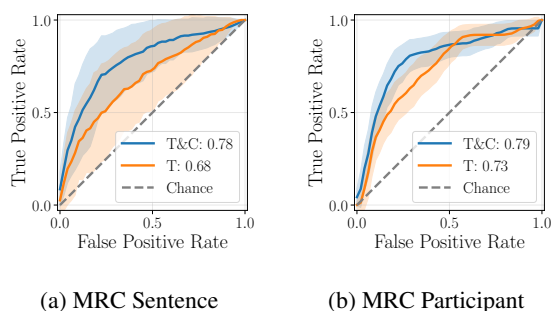 True Positive Rate
1.0
0.5
0.0
0.0
0.5
1.0
False Positive Rate
T&C: 0.78
T: 0.68
Chance
(a) MRC Sentence
True Positive Rate
1.0
0.5
0.0
0.0
0.5
1.0
False Positive Rate
T&C: 0.79
T: 0.73
Chance
(b) MRC Participant